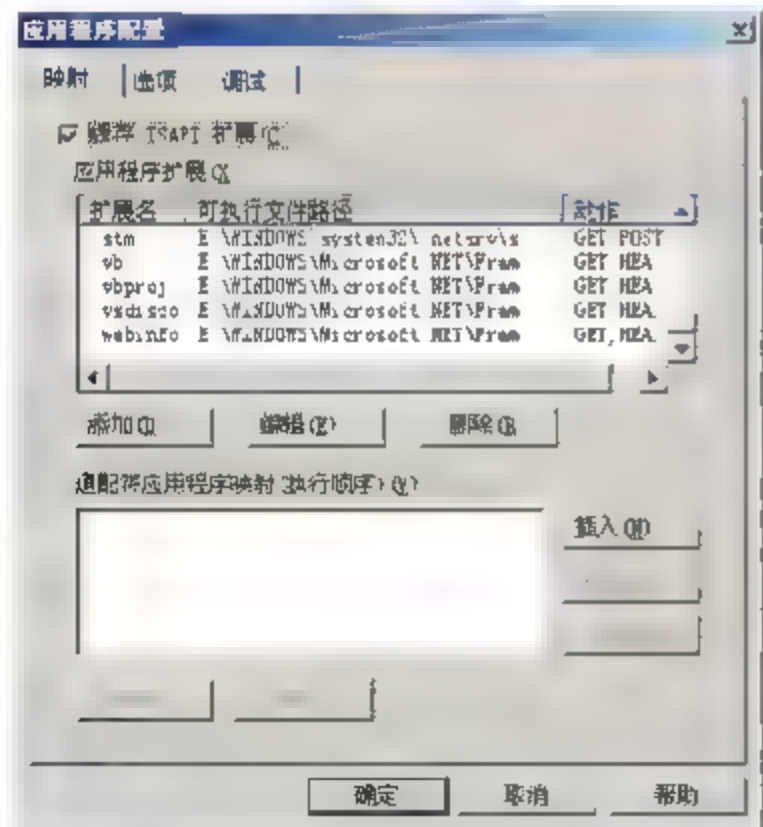 应用程序配置
映射 选项 调试
缓存 ISAPI 扩展(C)
应用程序扩展(X)
扩展名 可执行文件路径 动作
stm E \WINDOWS\system32\inetsrv\s GET POST
vb E \WINDOWS\Microsoft NET\Fram GET HEA
vbproj E \WINDOWS\Microsoft NET\Fram GET HEA
vsdisco E \WINDOWS\Microsoft NET\Fram GET HEA
webinfo E \WINDOWS\Microsoft NET\Fram GET, HEA
添加(D) 编辑(E) 删除(R)
通配符应用程序映射(执行顺序)(W)
插入(N)
确定 取消 帮助